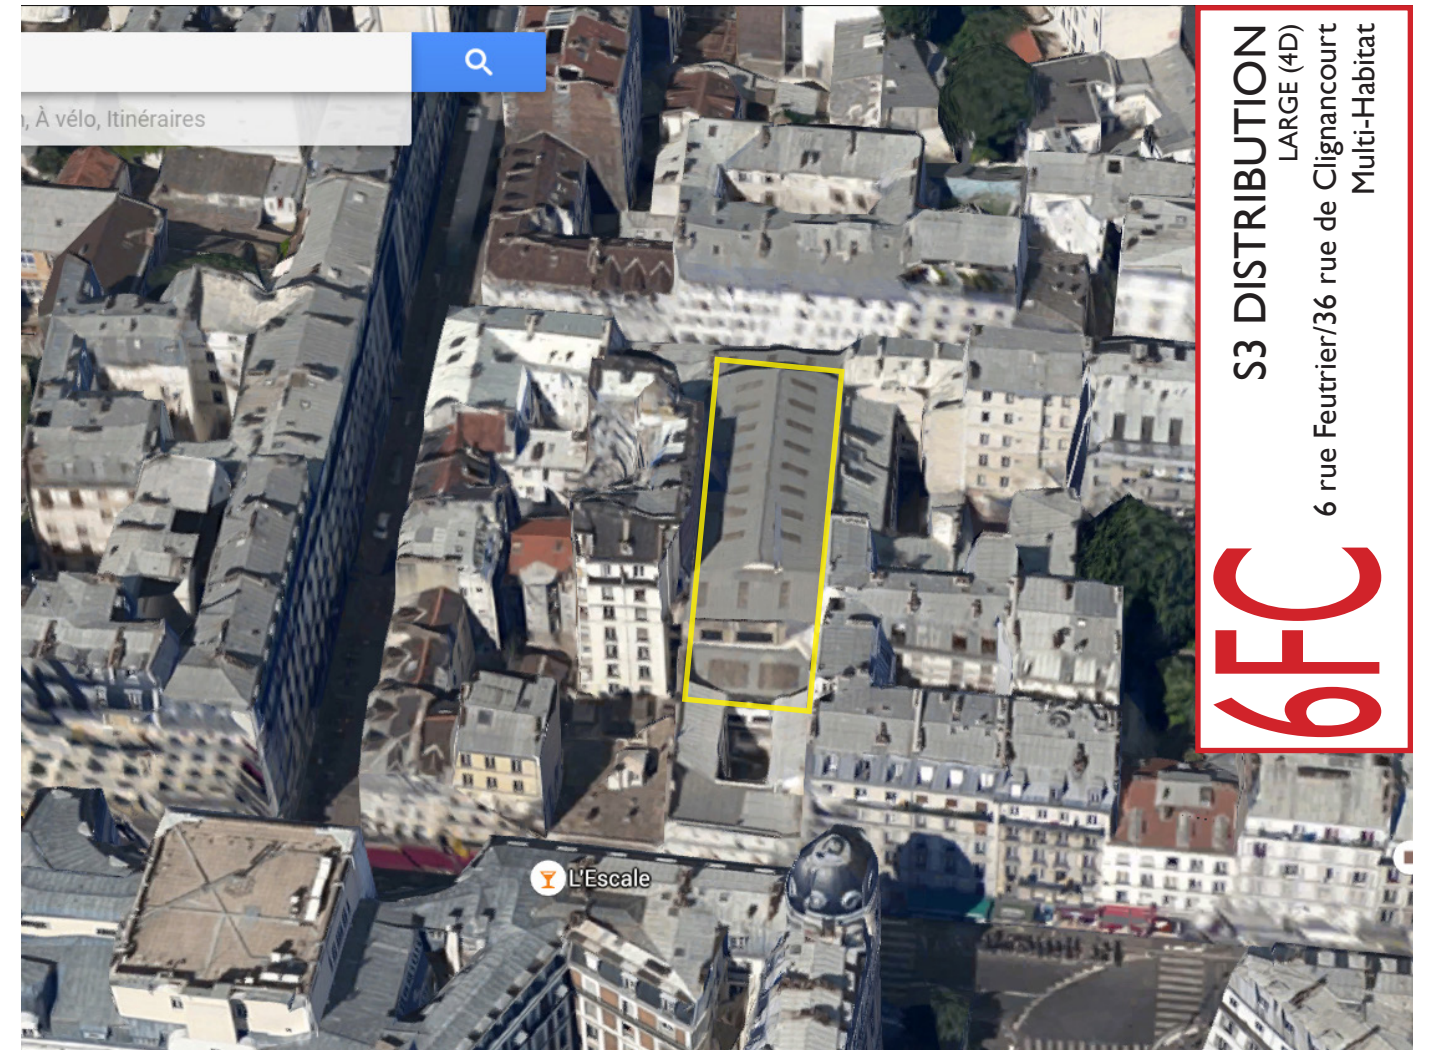 , À vélo, Itinéraires
L'Escale
S3 DISTRIBUTION
LARGE (4D)
6 rue Feutrier/36 rue de Clignancourt
Multi-Habitat
6FC